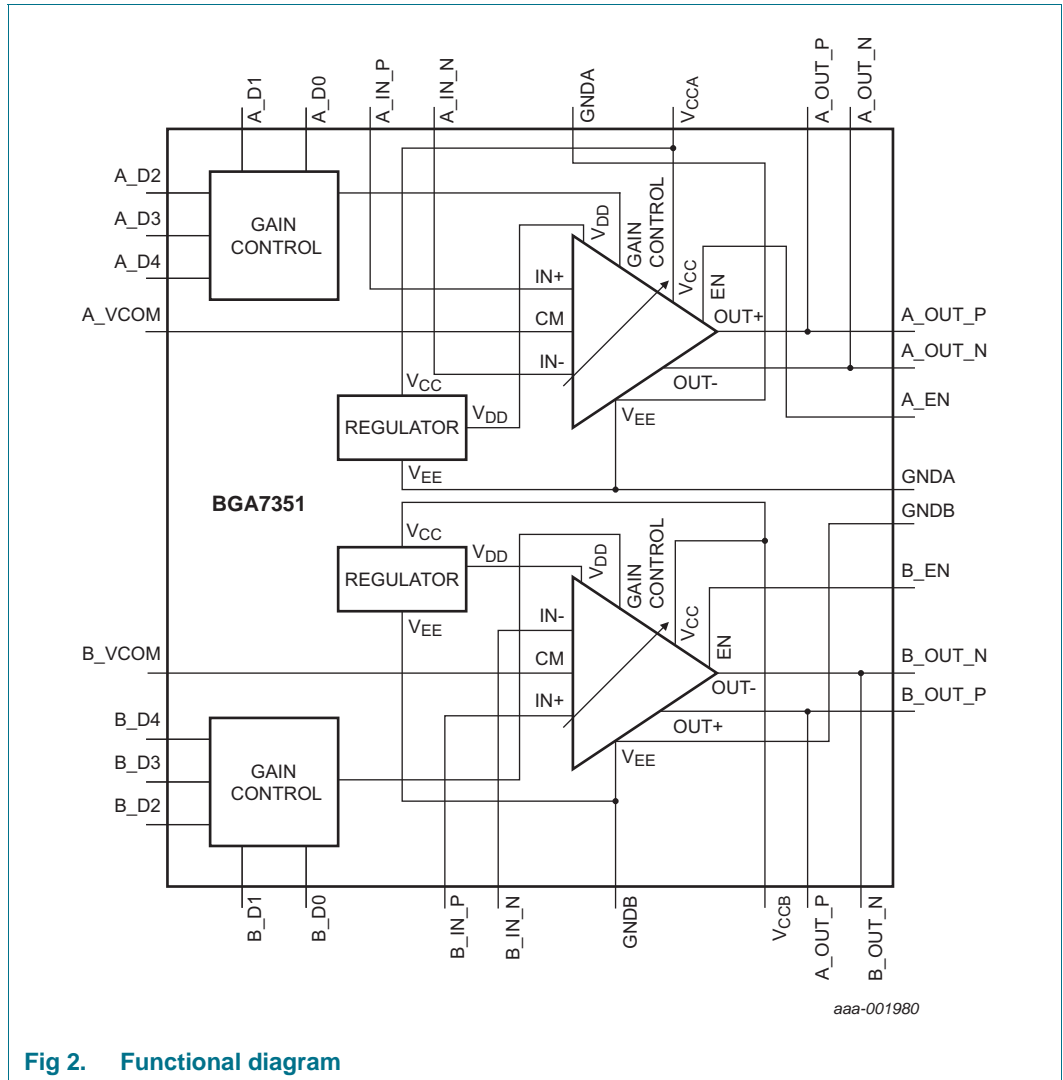 A_D1
A_D0
A_IN_P
A_IN_N
GNDA
VCCA
A_OUT_P
A_OUT_N
A_D2
A_D3
A_D4
GAIN
CONTROL
VDD
GAIN
CONTROL
VCC
EN
IN+
CM
IN-
OUT+
OUT-
VEE
A_VCOM
A_OUT_P
A_OUT_N
A_EN
VCC
REGULATOR
VDD
VEE
GNDA
BGA7351
GNDB
VCC
REGULATOR
VDD
VEE
VDD
GAIN
CONTROL
VCC
EN
B_EN
IN-
CM
IN+
OUT-
OUT+
VEE
B_VCOM
B_OUT_N
B_OUT_P
B_D4
B_D3
B_D2
GAIN
CONTROL
B_D1
B_D0
B_IN_P
B_IN_N
GNDB
VCCB
A_OUT_P
B_OUT_N
aaa-001980
Fig 2. Functional diagram